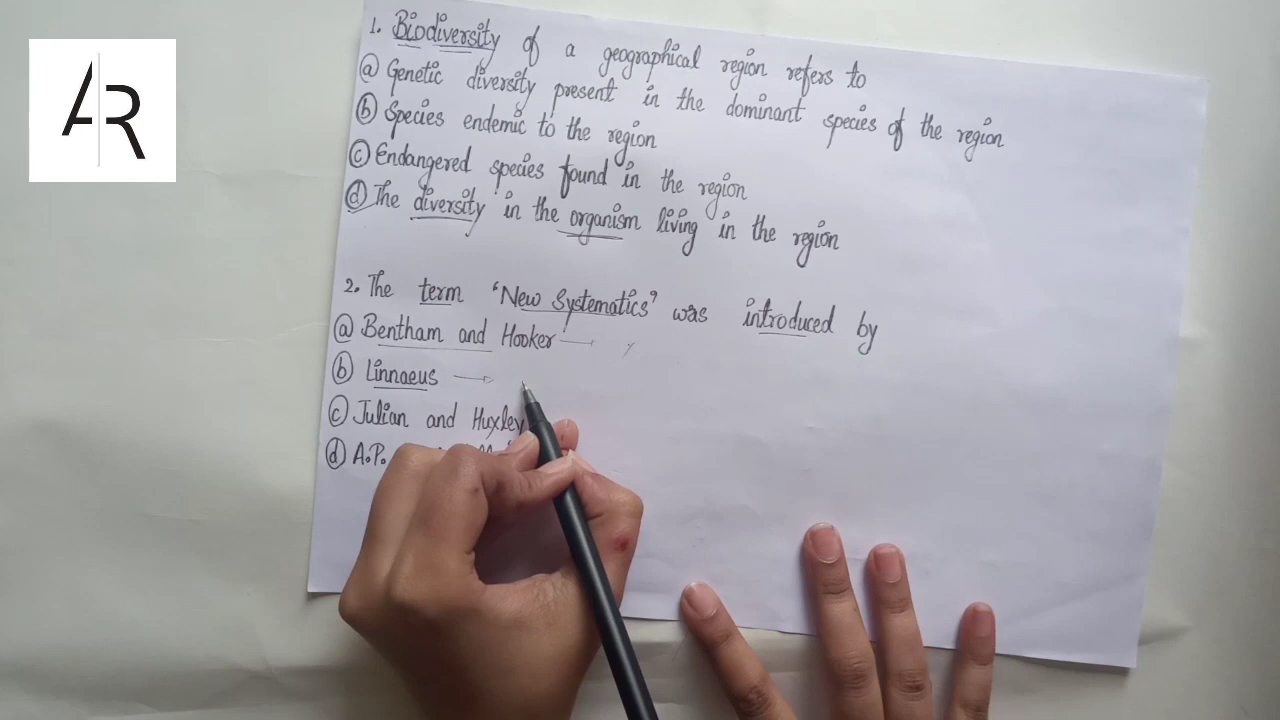 AR
1. Biodiversity of a geographical region refers to
(a) Genetic diversity present in the dominant species of the region
(b) Species endemic to the region
(c) Endangered species found in the region
(d) The diversity in the organism living in the region
2. The term 'New Systematics' was introduced by
(a) Bentham and Hooker → x
(b) Linnaeus →
(c) Julian and Huxley
(d) A.P.